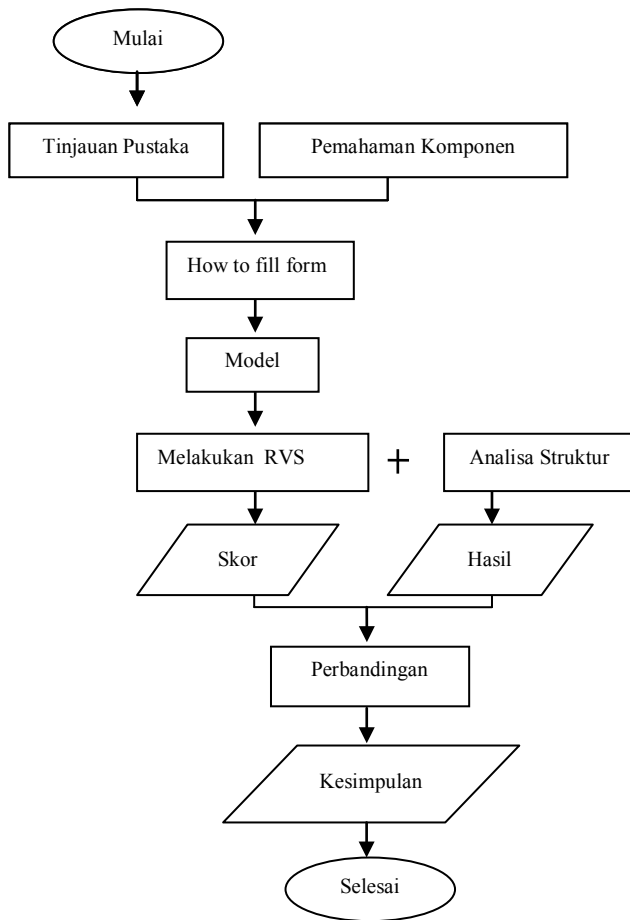 Mulai
Tinjauan Pustaka
Pemahaman Komponen
How to fill form
Model
Melakukan RVS
+
Analisa Struktur
Skor
Hasil
Perbandingan
Kesimpulan
Selesai